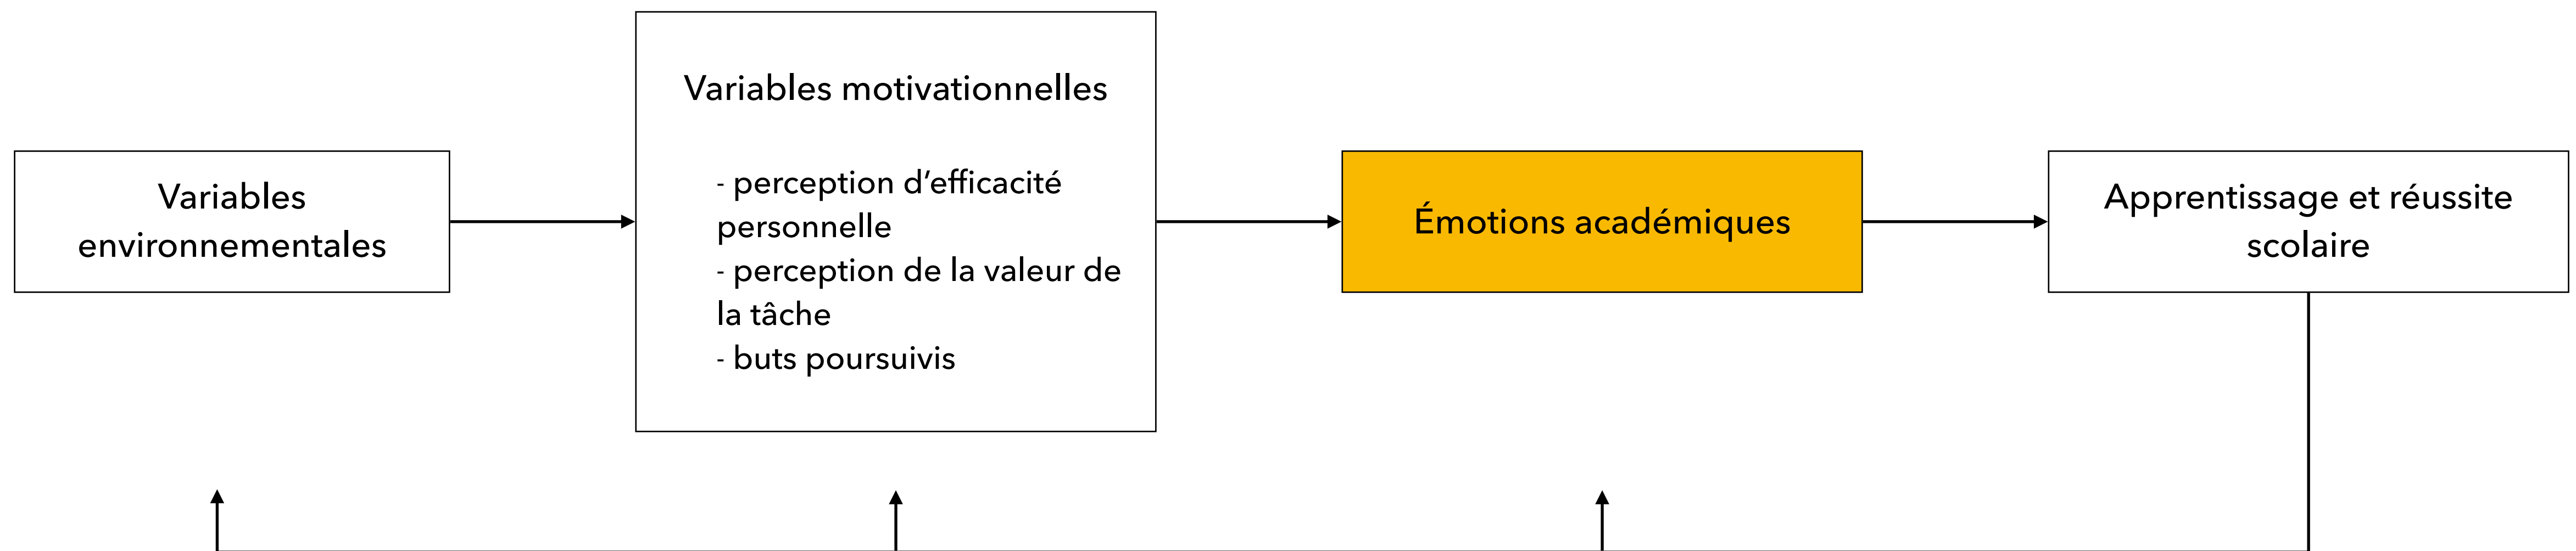 Variables
environnementales
Variables motivationnelles
- perception d’efficacité
personnelle
- perception de la valeur de
la tâche
- buts poursuivis
Émotions académiques
Apprentissage et réussite
scolaire